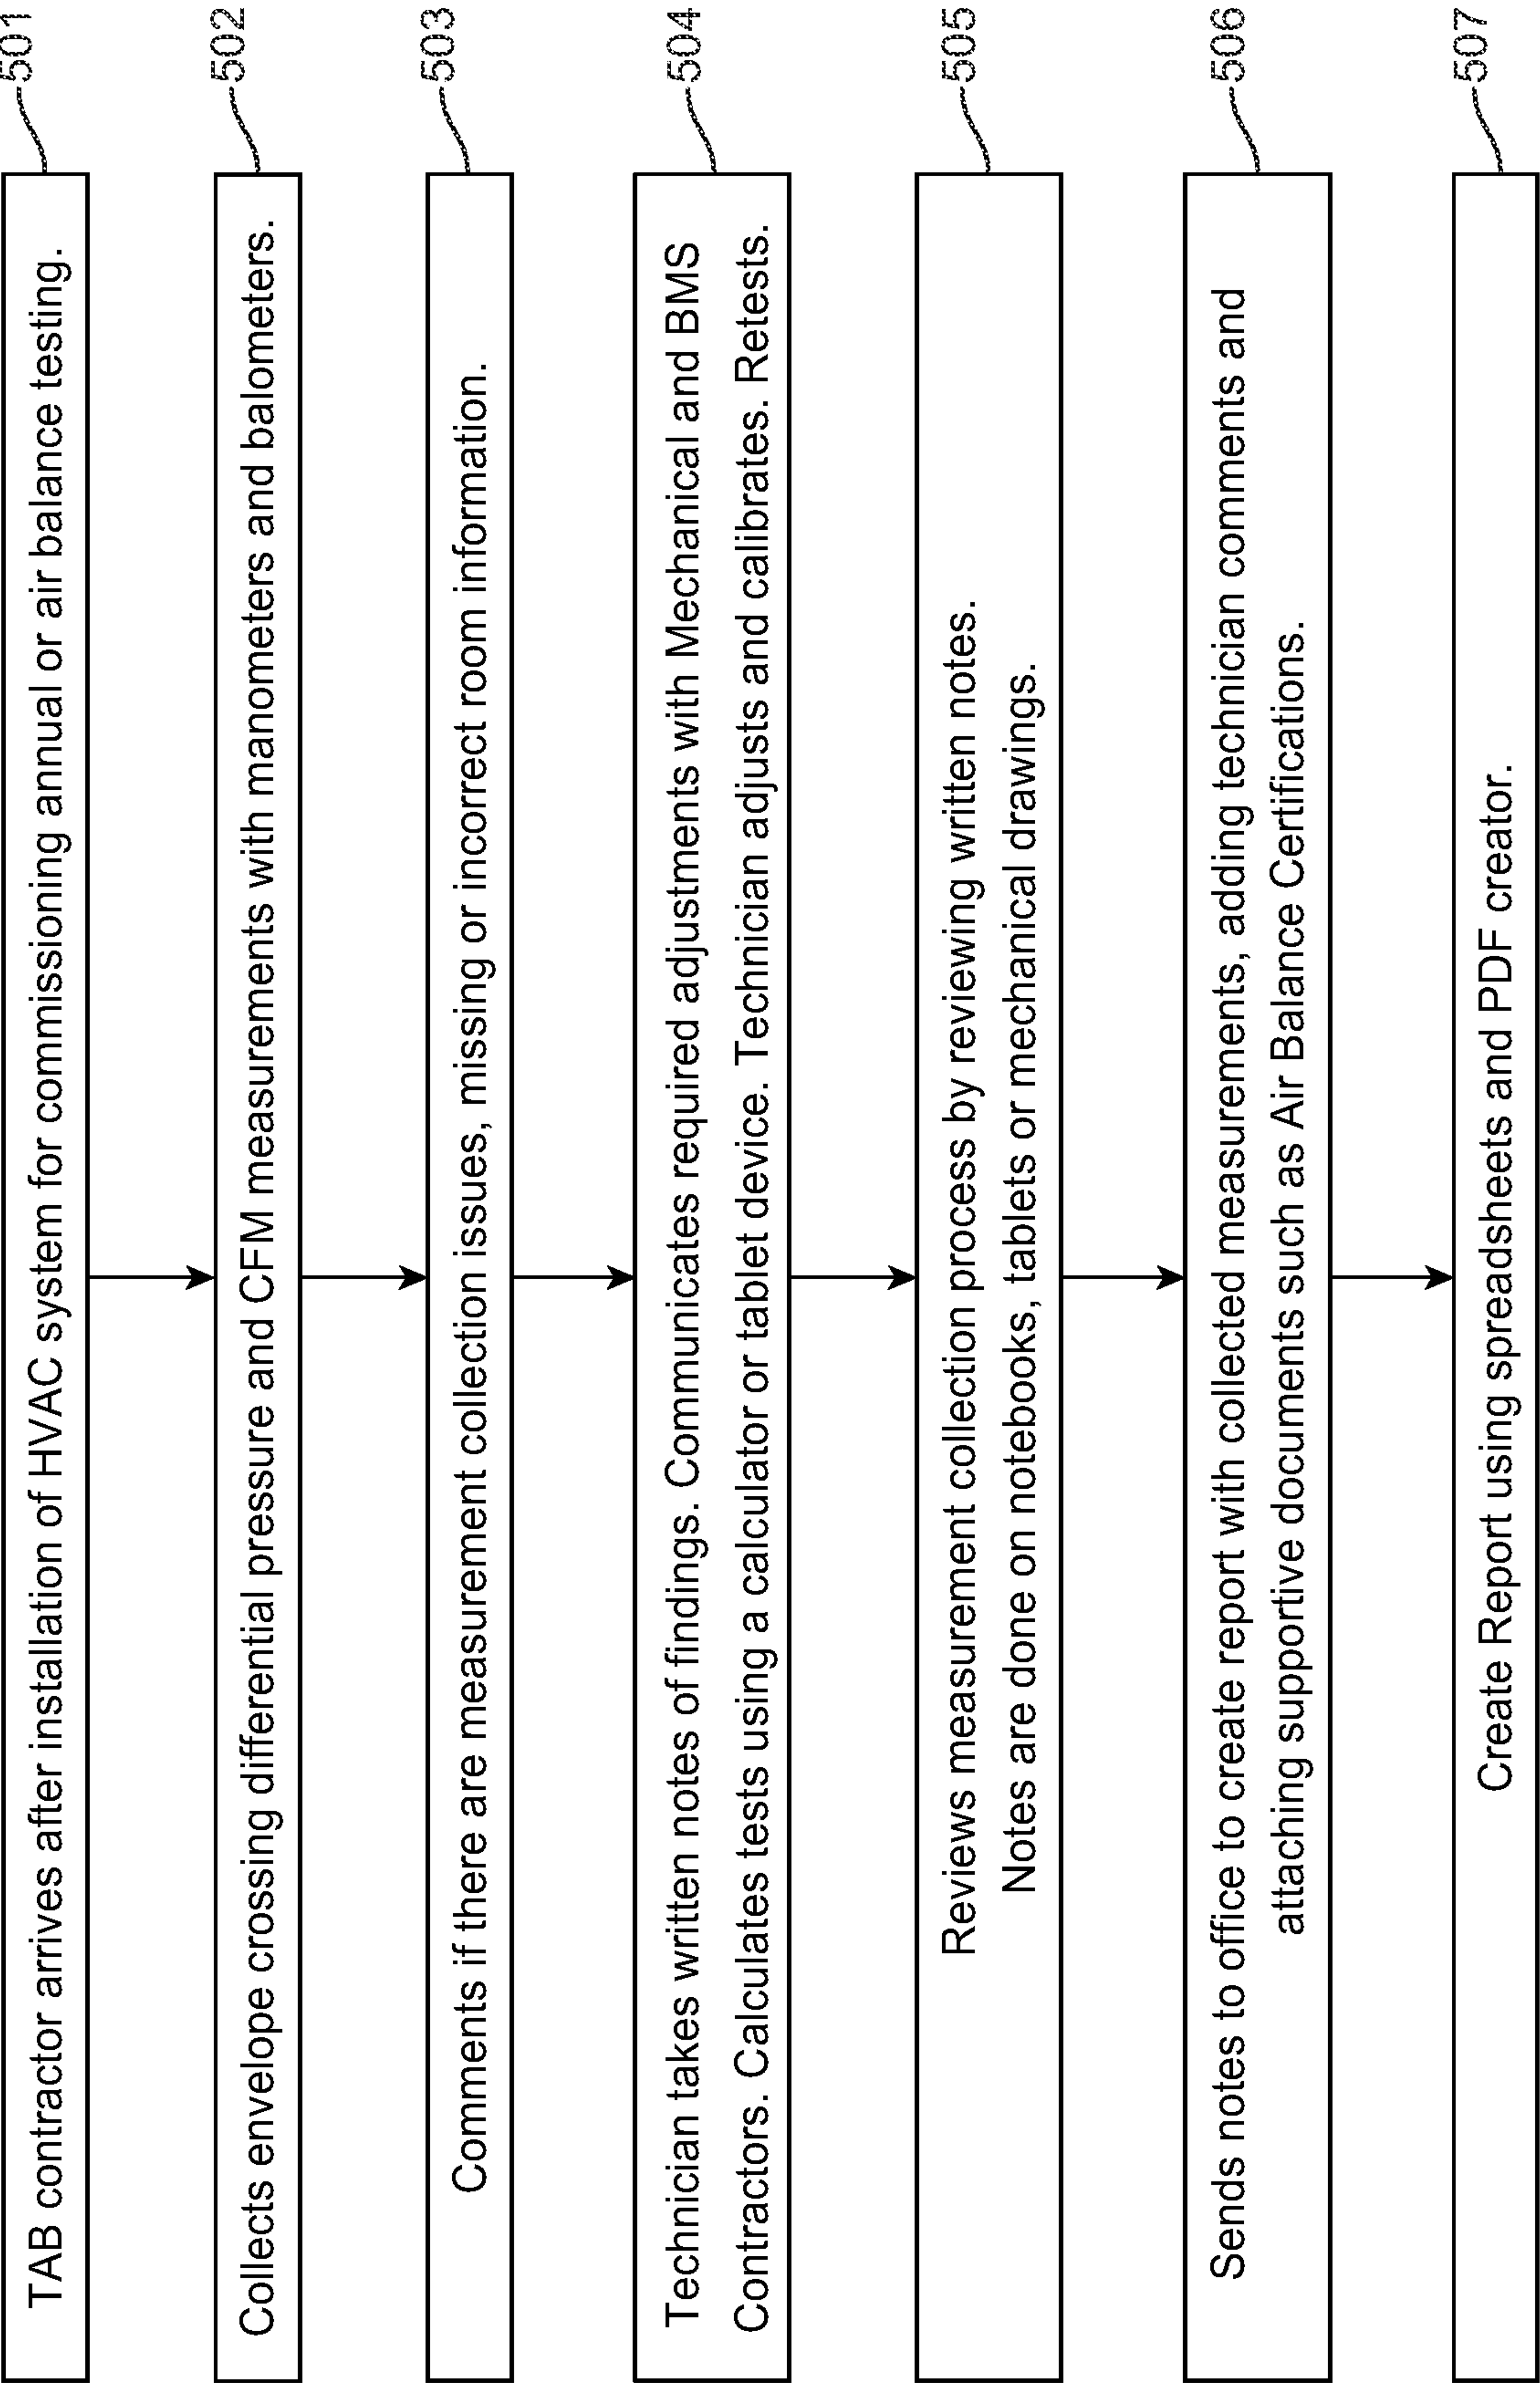 501
TAB contractor arrives after installation of HVAC system for commissioning annual or air balance testing.
502
Collects envelope crossing differential pressure and CFM measurements with manometers and balometers.
503
Comments if there are measurement collection issues, missing or incorrect room information.
504
Technician takes written notes of findings. Communicates required adjustments with Mechanical and BMS
Contractors. Calculates tests using a calculator or tablet device. Technician adjusts and calibrates. Retests.
505
Reviews measurement collection process by reviewing written notes.
Notes are done on notebooks, tablets or mechanical drawings.
506
Sends notes to office to create report with collected measurements, adding technician comments and
attaching supportive documents such as Air Balance Certifications.
507
Create Report using spreadsheets and PDF creator.